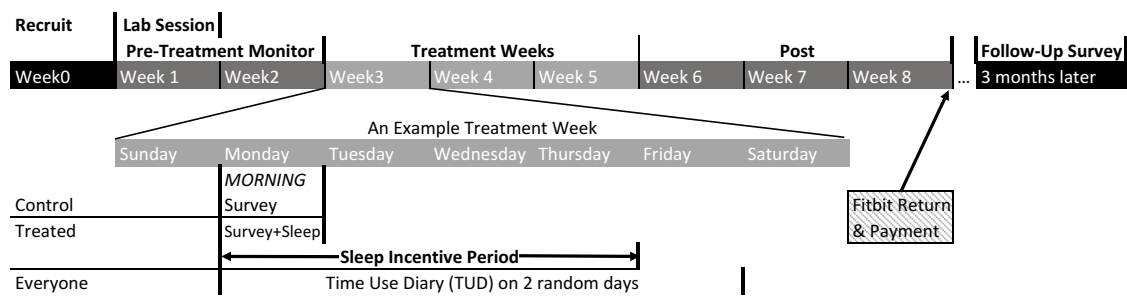 Recruit Lab Session
Pre-Treatment Monitor Treatment Weeks Post Follow-Up Survey
Week0 Week 1 Week2 Week3 Week 4 Week 5 Week 6 Week 7 Week 8 ... 3 months later
An Example Treatment Week
Sunday Monday Tuesday Wednesday Thursday Friday Saturday
MORNING
Control Survey Fitbit Return
Treated Survey+Sleep & Payment
Sleep Incentive Period
Everyone Time Use Diary (TUD) on 2 random days